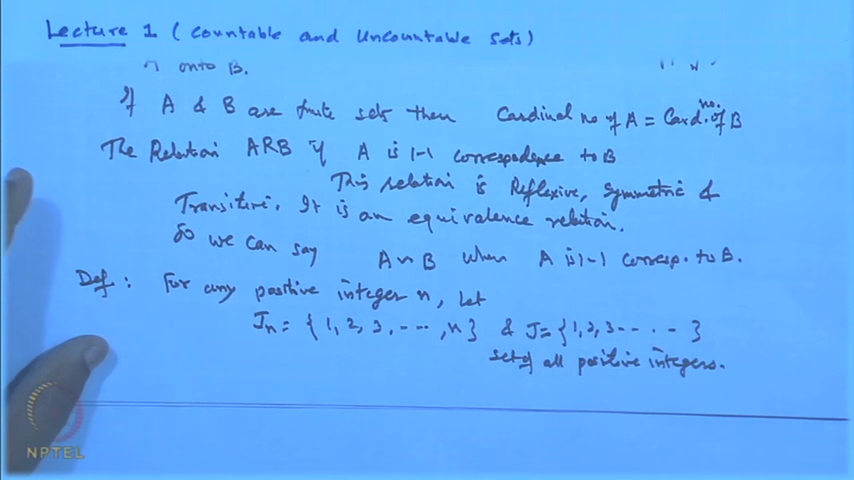 Lecture 1 (Countable and Uncountable Sets)
onto B.
If A & B are finite sets then Cardinal no of A = Card. no. of B
The Relation ARB if A is 1-1 correspodence to B
This relation is Reflexive, Symmetric &
Transitive. It is an equivalence relation.
So we can say A ~ B when A is 1-1 corresp. to B.
Def: For any positive integer n, let
Jn = { 1, 2, 3, - - - , n } & J = { 1, 2, 3 - - . . - }
set of all positive integers.
NPTEL